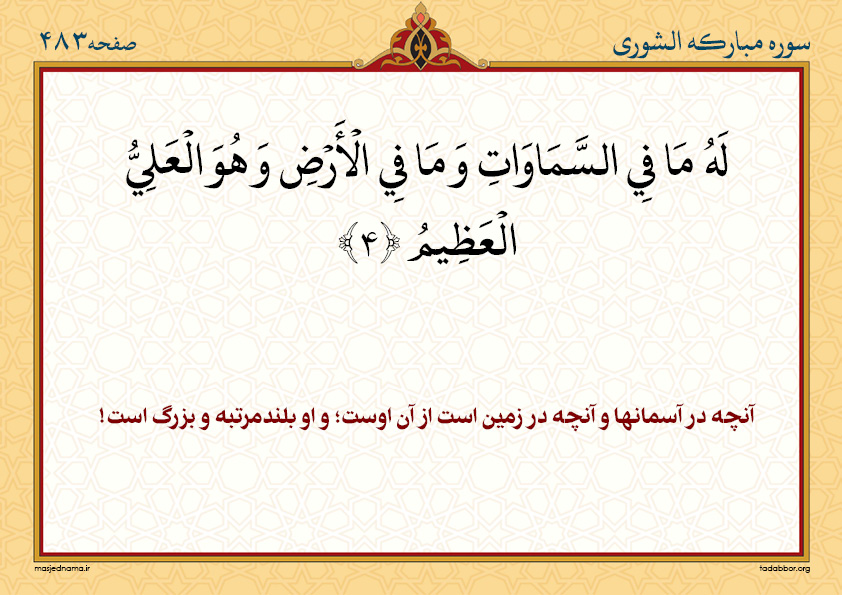 سوره مبارکه الشوری
صفحه۴۸۳
لَهُ مَا فِي السَّمَاوَاتِ وَ مَا فِي الْأَرْضِ وَ هُوَ الْعَلِيُّ
الْعَظِيمُ ﴿۴﴾
آنچه در آسمانها و آنچه در زمین است از آن اوست؛ و او بلندمرتبه و بزرگ است!
masjednama.ir
tadabbor.org